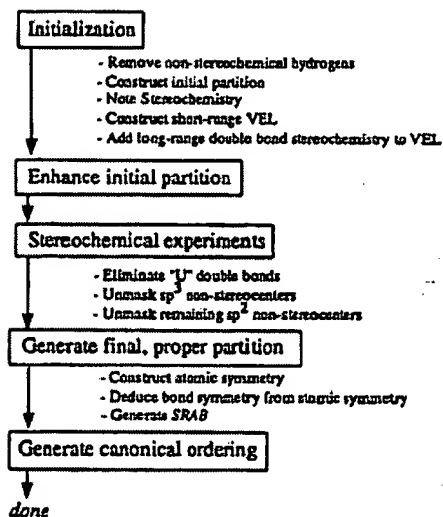 Initialization
- Remove non-stereochemical hydrogens
- Construct initial partition
- Note Stereochemistry
- Construct short-range VEL
- Add long-range double bond stereochemistry to VEL
Enhance initial partition
Stereochemical experiments
- Eliminate "U" double bonds
- Unmask sp3 non-stereocenters
- Unmask remaining sp2 non-stereocenters
Generate final, proper partition
- Construct atomic symmetry
- Deduce bond symmetry from atomic symmetry
- Generate SRAB
Generate canonical ordering
done